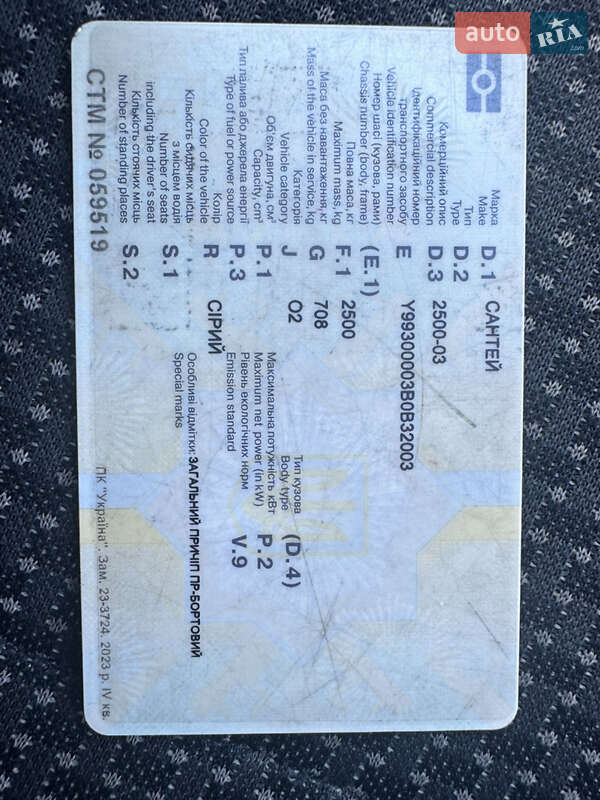 auto RIA.com
Марка D.1 САНТЕЙ
Make
Тип D.2
Type
Комерційний опис D.3 2500-03
Commercial description
Ідентифікаційний номер E Y99300003B0B32003
транспортного засобу
Vehicle identification number
Номер шасі (кузова, рами) (E.1)
Chassis number (body, frame)
Повна маса, кг F.1 2500
Maximum mass, kg
Маса без навантаження, кг G 708
Mass of the vehicle in service, kg
Категорія J O2
Vehicle category
Тип кузова (D.4)
Body type
Об'єм двигуна, см³ P.1
Capacity, cm³
Максимальна потужність кВт P.2
Maximum net power (in kW)
Тип палива або джерела енергії P.3
Type of fuel or power source
Рівень екологічних норм V.9
Emission standard
Колір R СІРИЙ
Color of the vehicle
Кількість сидячих місць S.1
з місцем водія
Number of seats
including the driver's seat
Особливі відмітки: ЗАГАЛЬНИЙ ПРИЧІП ПР-БОРТОВИЙ
Special marks
Кількість стоячих місць S.2
Number of standing places
СТМ № 059519
ПК "Україна". Зам. 23-3724. 2023 р. IV кв.